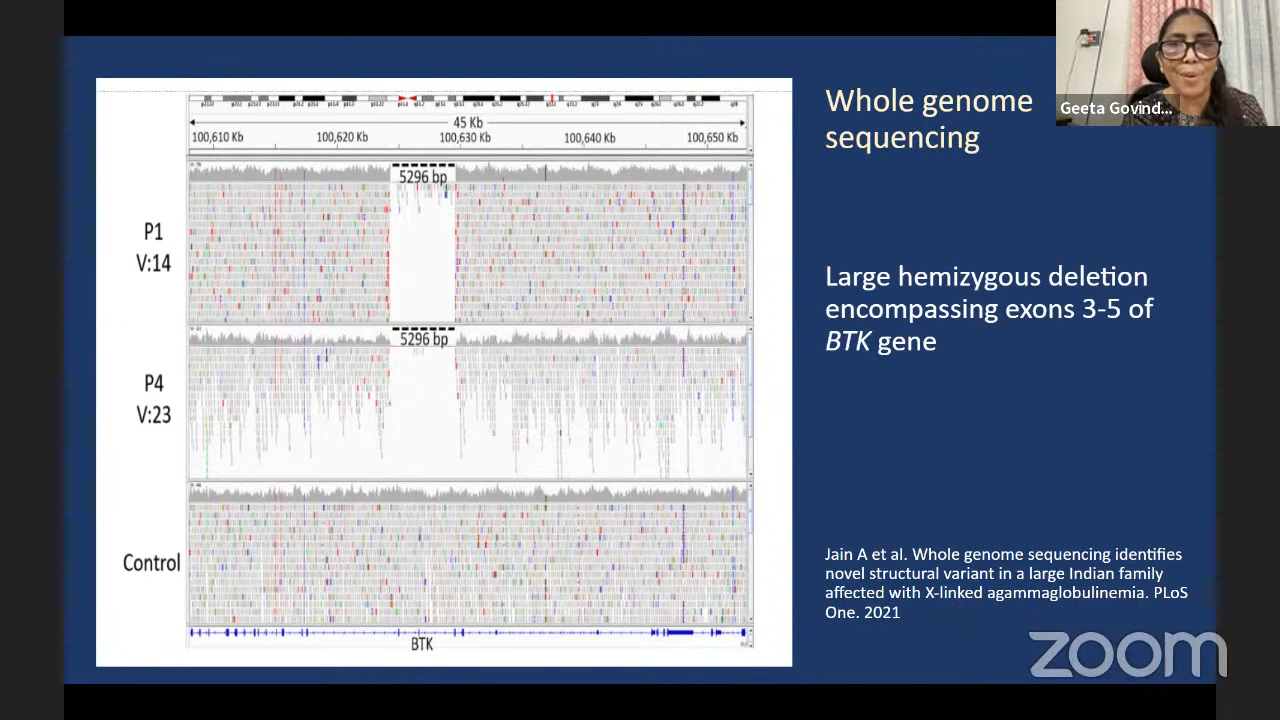 Geeta Govind...
Whole genome
sequencing
Large hemizygous deletion
encompassing exons 3-5 of
BTK gene
Jain A et al. Whole genome sequencing identifies
novel structural variant in a large Indian family
affected with X-linked agammaglobulinemia. PLoS
One. 2021
45 Kb
100,610 Kb 100,620 Kb 100,630 Kb 100,640 Kb 100,650 Kb
5296 bp
P1
V:14
5296 bp
P4
V:23
Control
BTK
zoom